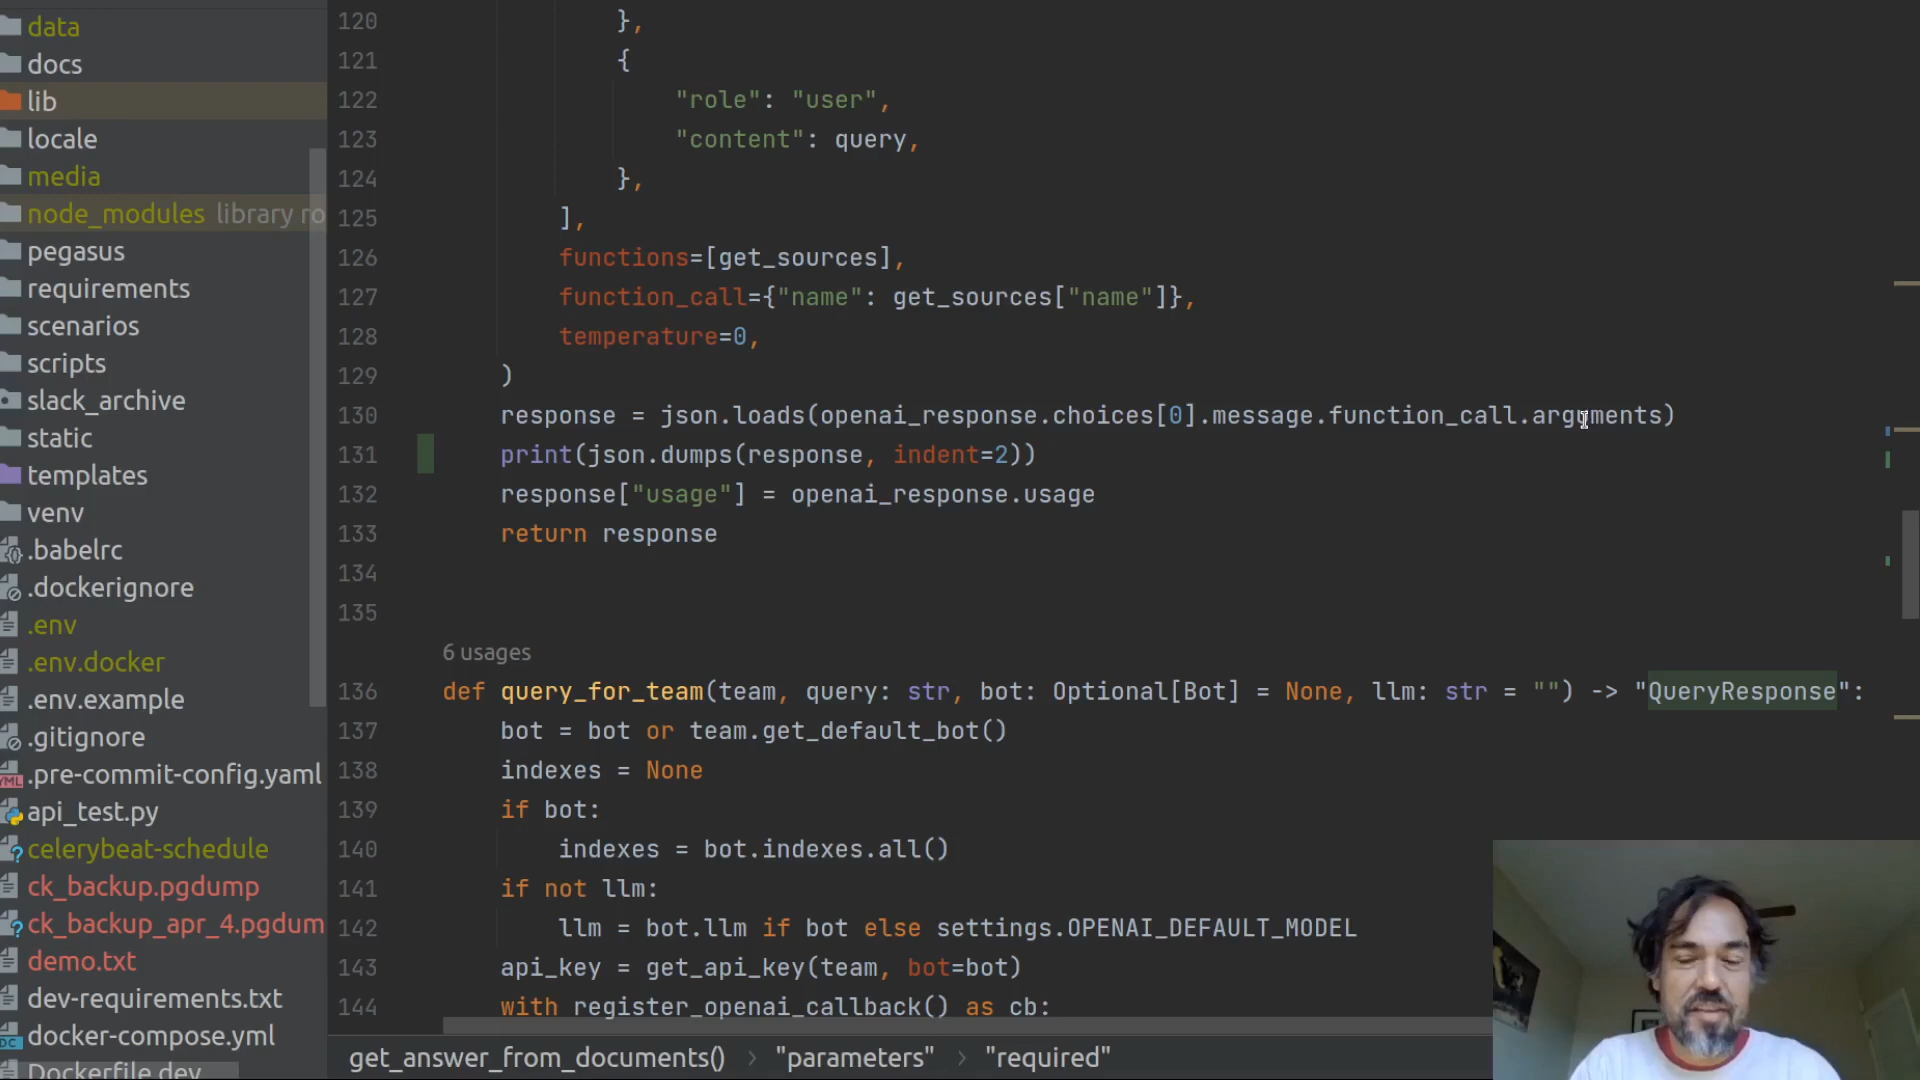 data
docs
lib
locale
media
node_modules library ro
pegasus
requirements
scenarios
scripts
slack_archive
static
templates
venv
.babelrc
.dockerignore
.env
.env.docker
.env.example
.gitignore
.pre-commit-config.yaml
api_test.py
celerybeat-schedule
ck_backup.pgdump
ck_backup_apr_4.pgdum
demo.txt
dev-requirements.txt
docker-compose.yml
Dockerfile.dev
120 },
121 {
122 "role": "user",
123 "content": query,
124 },
125 ],
126 functions=[get_sources],
127 function_call={"name": get_sources["name"]},
128 temperature=0,
129 )
130 response = json.loads(openai_response.choices[0].message.function_call.arguments)
131 print(json.dumps(response, indent=2))
132 response["usage"] = openai_response.usage
133 return response
134
135
6 usages
136 def query_for_team(team, query: str, bot: Optional[Bot] = None, llm: str = "") -> "QueryResponse":
137 bot = bot or team.get_default_bot()
138 indexes = None
139 if bot:
140 indexes = bot.indexes.all()
141 if not llm:
142 llm = bot.llm if bot else settings.OPENAI_DEFAULT_MODEL
143 api_key = get_api_key(team, bot=bot)
144 with register_openai_callback() as cb:
get_answer_from_documents() > "parameters" > "required"